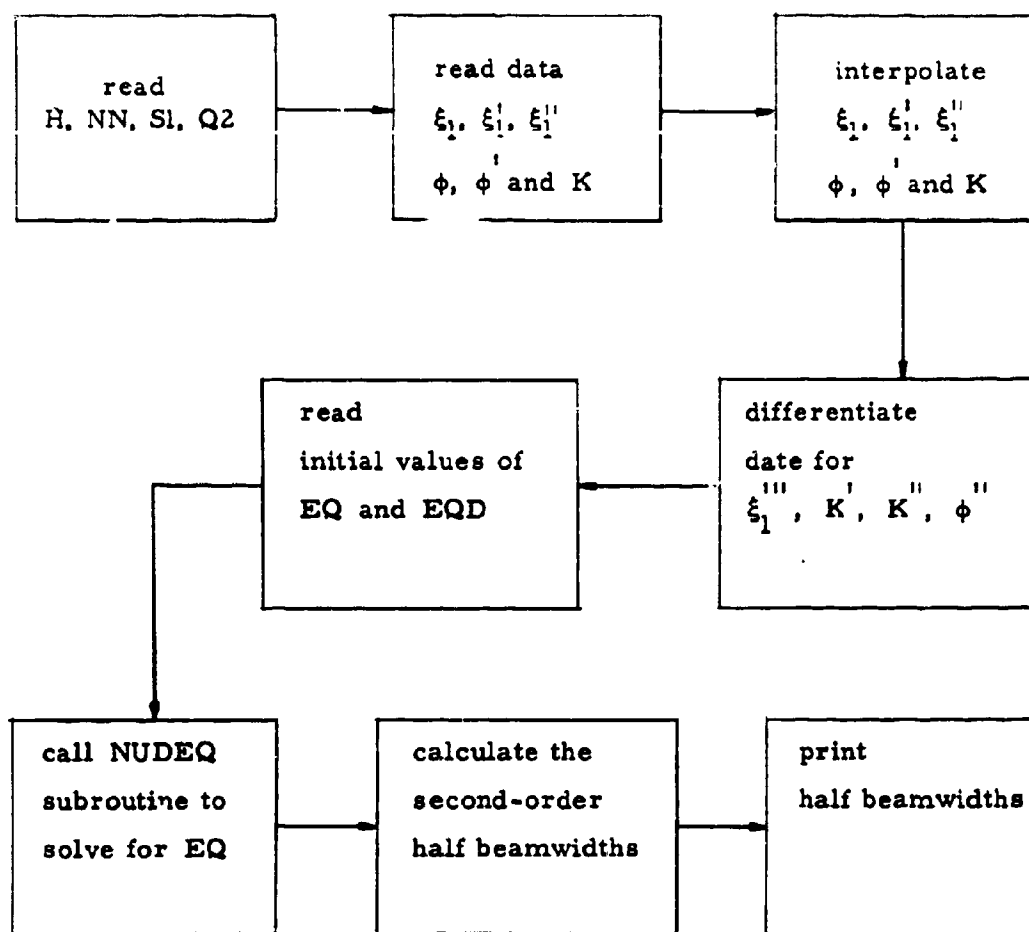 read
H, NN, S1, Q2
read data
ξ₁, ξ₁', ξ₁''
ϕ, ϕ' and K
interpolate
ξ₁, ξ₁', ξ₁''
ϕ, ϕ' and K
differentiate
date for
ξ₁''', K', K'', ϕ''
read
initial values of
EQ and EQD
call NUDEQ
subroutine to
solve for EQ
calculate the
second-order
half beamwidths
print
half beamwidths